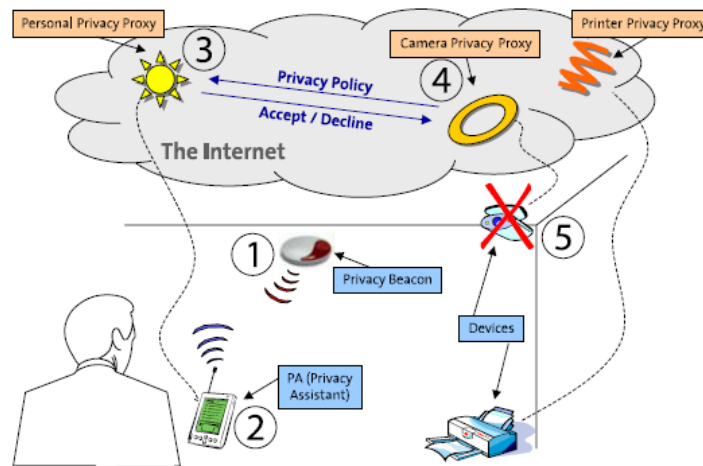 Personal Privacy Proxy
3
Camera Privacy Proxy
Printer Privacy Proxy
4
Privacy Policy
Accept / Decline
The Internet
1
5
Privacy Beacon
Devices
PA (Privacy
Assistant)
2